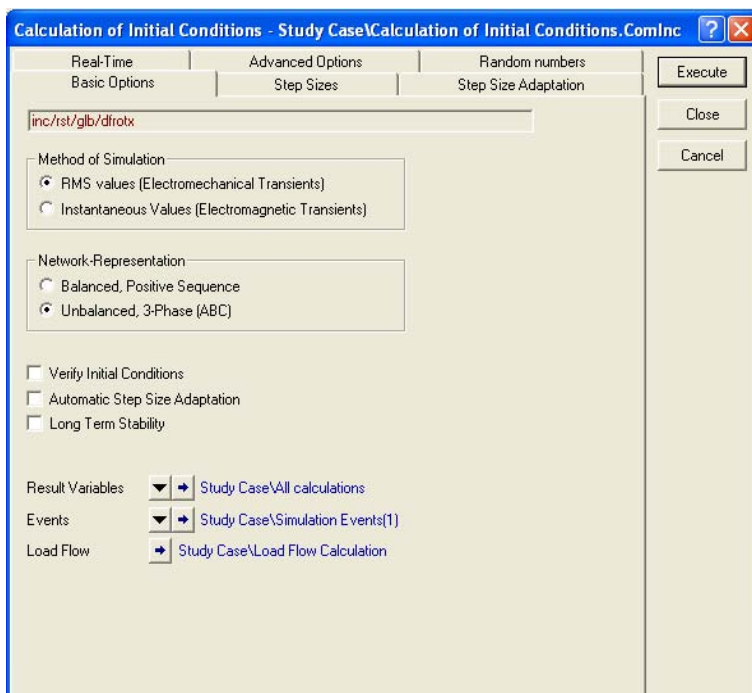 Calculation of Initial Conditions - Study Case\Calculation of Initial Conditions.ComInc
Real-Time
Advanced Options
Random numbers
Basic Options
Step Sizes
Step Size Adaptation
Execute
Close
Cancel
inc/rst/glb/dfrotx
Method of Simulation
RMS values (Electromechanical Transients)
Instantaneous Values (Electromagnetic Transients)
Network-Representation
Balanced, Positive Sequence
Unbalanced, 3-Phase (ABC)
Verify Initial Conditions
Automatic Step Size Adaptation
Long Term Stability
Result Variables Study Case\All calculations
Events Study Case\Simulation Events(1)
Load Flow Study Case\Load Flow Calculation